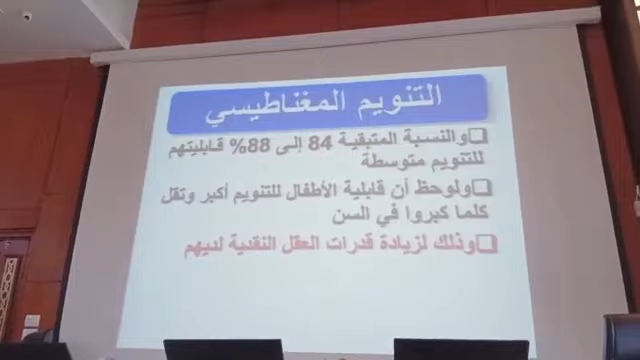 التنويم المغناطيسي
والنسبة المتبقية 84 إلى 88% قابليتهم
للتنويم متوسطة
ولوحظ أن قابلية الأطفال للتنويم أكبر وتقل
كلما كبروا في السن
وذلك لزيادة قدرات العقل النقدية لديهم